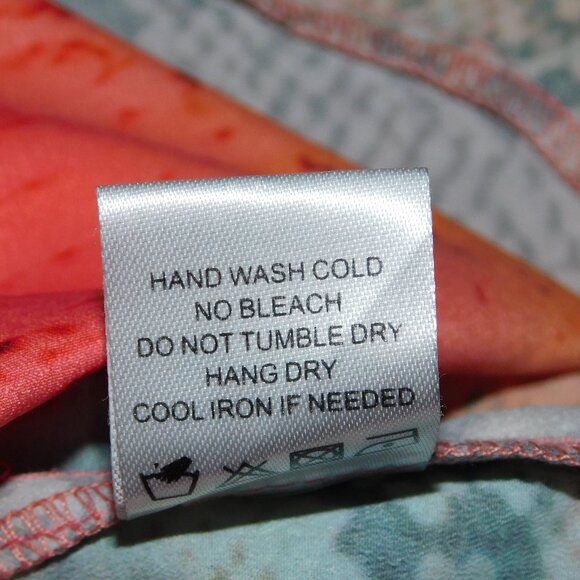 HAND WASH COLD
NO BLEACH
DO NOT TUMBLE DRY
HANG DRY
COOL IRON IF NEEDED